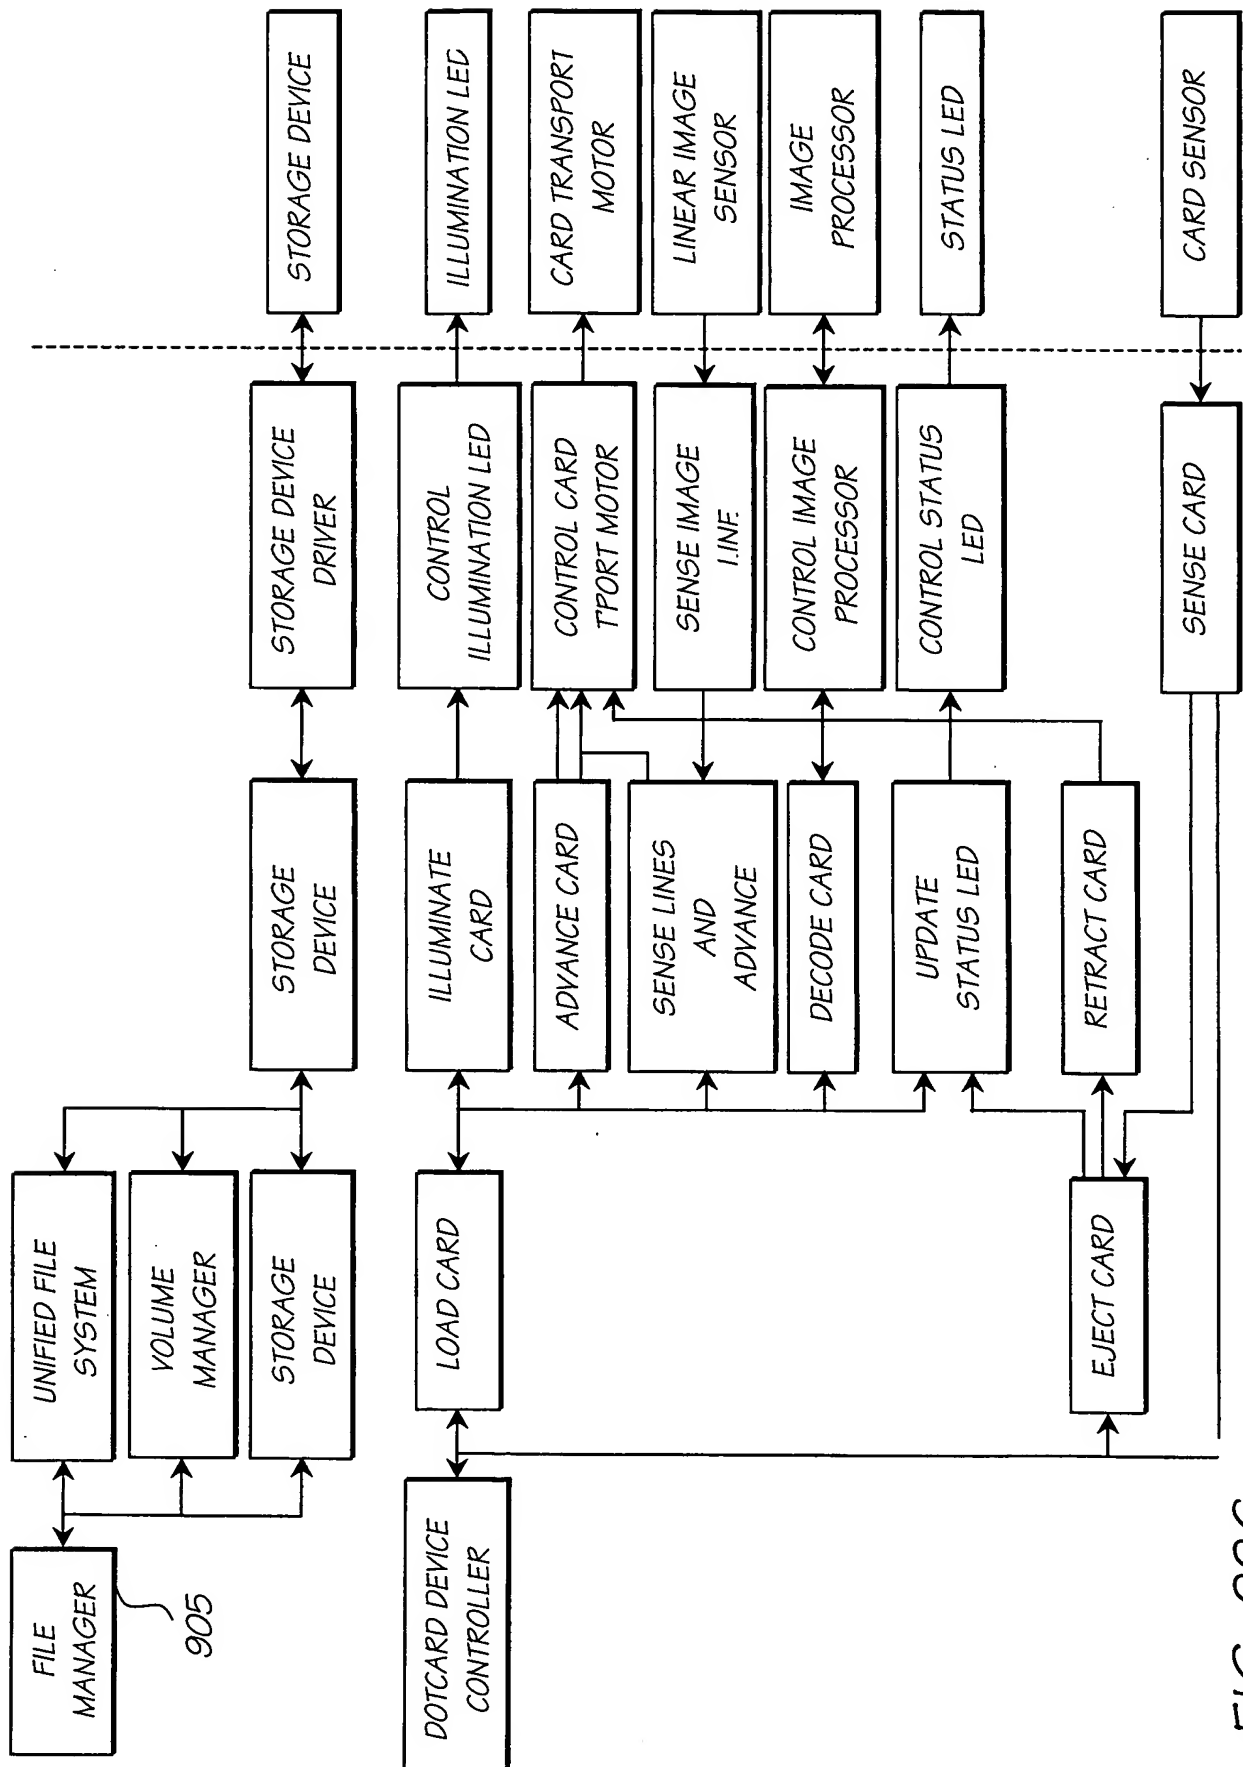 FILE
MANAGER
905
UNIFIED FILE
SYSTEM
VOLUME
MANAGER
STORAGE
DEVICE
STORAGE
DEVICE
STORAGE DEVICE
DRIVER
STORAGE DEVICE
DOTCARD DEVICE
CONTROLLER
LOAD CARD
ILLUMINATE
CARD
CONTROL
ILLUMINATION LED
ILLUMINATION LED
ADVANCE CARD
CONTROL CARD
T'PORT MOTOR
CARD TRANSPORT
MOTOR
SENSE LINES
AND
ADVANCE
SENSE IMAGE
I.INF.
LINEAR IMAGE
SENSOR
DECODE CARD
CONTROL IMAGE
PROCESSOR
IMAGE
PROCESSOR
UPDATE
STATUS LED
CONTROL STATUS
LED
STATUS LED
EJECT CARD
RETRACT CARD
SENSE CARD
CARD SENSOR
FIG.